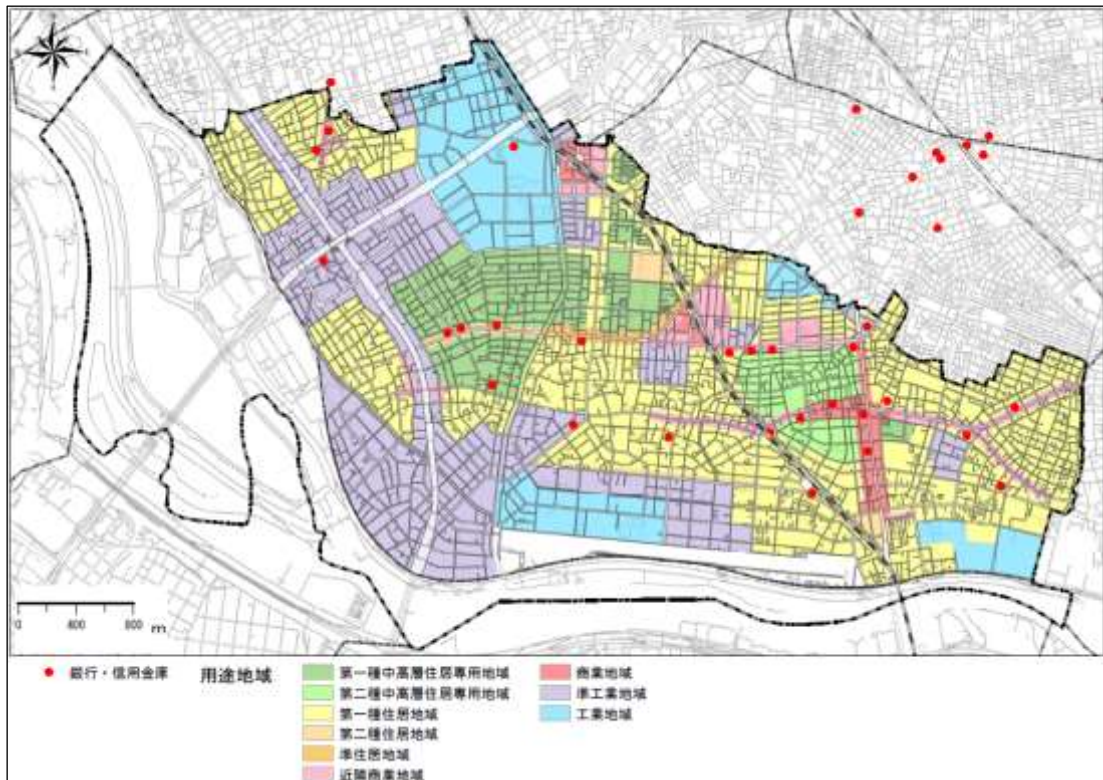 0 400 800 m
銀行・信用金庫
用途地域
第一種中高層住居専用地域
第二種中高層住居専用地域
第一種住居地域
第二種住居地域
準住居地域
近隣商業地域
商業地域
準工業地域
工業地域